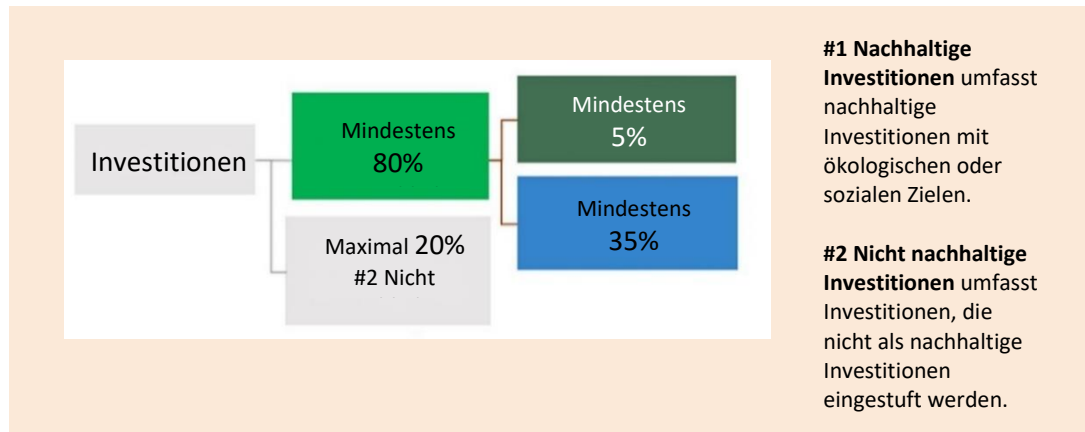 Investitionen
Mindestens
80%
Maximal 20%
#2 Nicht
Mindestens
5%
Mindestens
35%
#1 Nachhaltige
Investitionen umfasst
nachhaltige
Investitionen mit
ökologischen oder
sozialen Zielen.
#2 Nicht nachhaltige
Investitionen umfasst
Investitionen, die
nicht als nachhaltige
Investitionen
eingestuft werden.